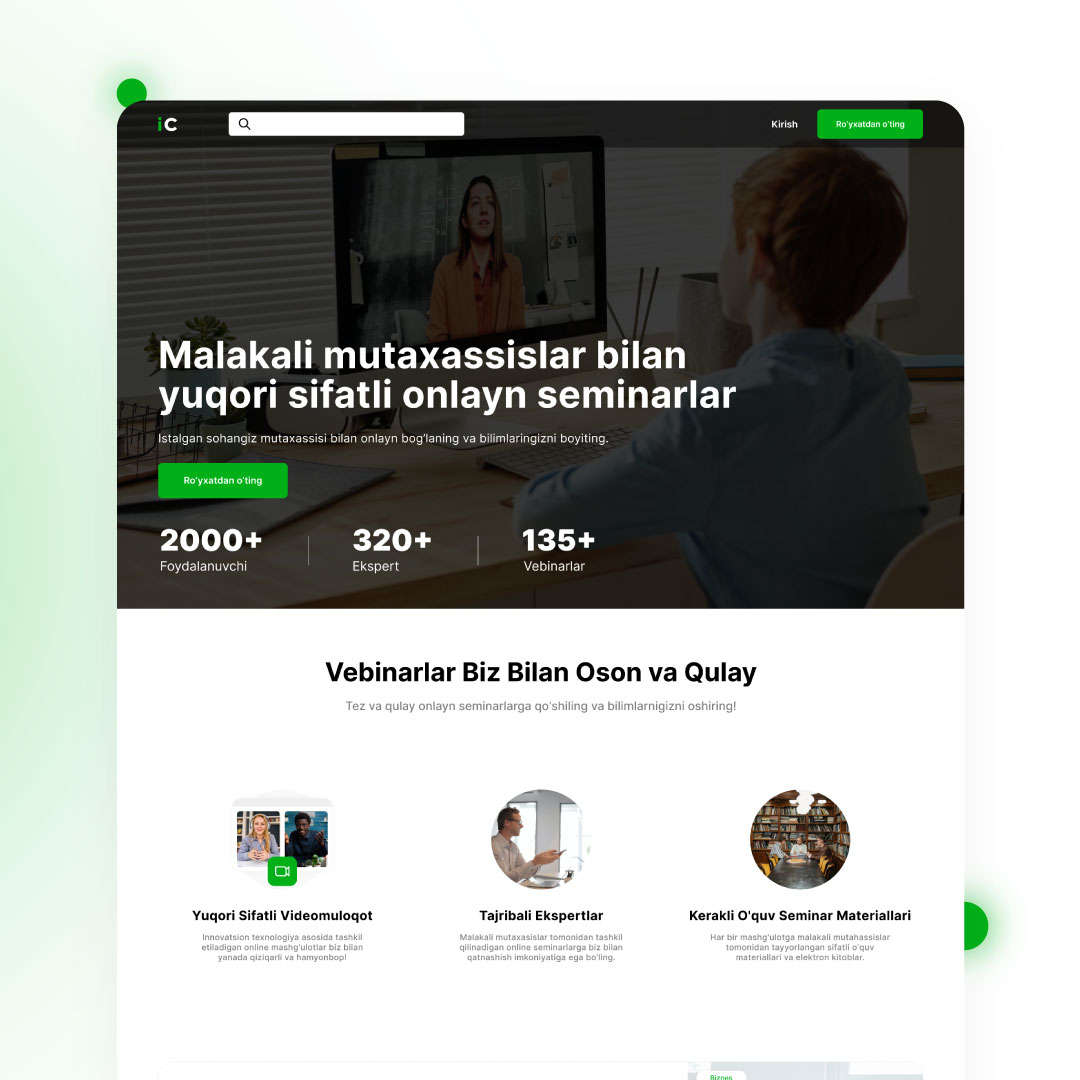 iC
Kirish
Ro'yxatdan o'ting
Malakali mutaxassislar bilan
yuqori sifatli onlayn seminarlar
Istalgan sohangiz mutaxassisi bilan onlayn bog'laning va bilimlaringizni boyiting.
Ro'yxatdan o'ting
2000+
Foydalanuvchi
320+
Ekspert
135+
Vebinarlar
Vebinarlar Biz Bilan Oson va Qulay
Tez va qulay onlayn seminarlarga qo'shiling va bilimlarnigizni oshiring!
Yuqori Sifatli Videomuloqot
Innovatsion texnologiya asosida tashkil
etiladigan online mashg'ulotlar biz bilan
yanada qiziqarli va hamyonbop!
Tajribali Ekspertlar
Malakali mutaxasislar tomonidan tashkil
qilinadigan online seminarlarga biz bilan
qatnashish imkoniyatiga ega bo'ling.
Kerakli O'quv Seminar Materiallari
Har bir mashg'ulotga malakali mutahasislar
tomonidan tayyorlangan sifatli o'quv
materiallari va elektron kitoblar.
Biznes